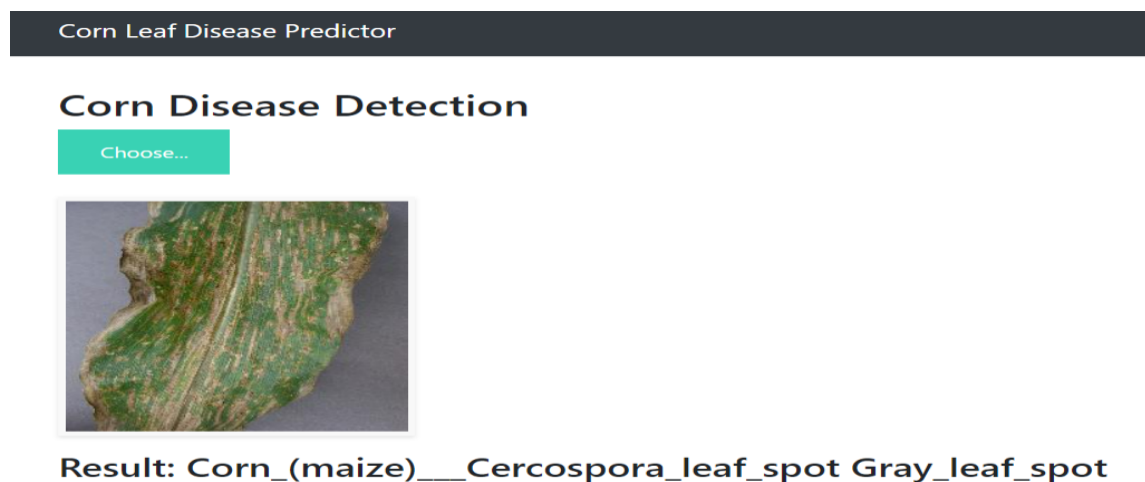 Corn Leaf Disease Predictor
Corn Disease Detection
Choose...
Result: Corn_(maize)___Cercospora_leaf_spot Gray_leaf_spot